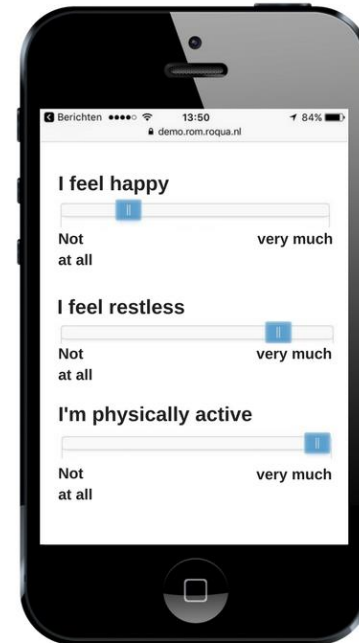 Berichten 13:50 84%
demo.rom.roqua.nl
I feel happy
Not very much
at all
I feel restless
Not very much
at all
I'm physically active
Not very much
at all